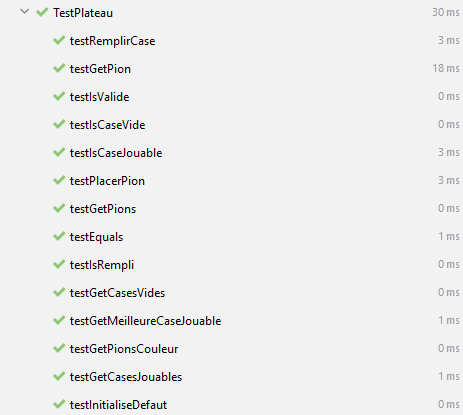 TestPlateau 30 ms
testRemplirCase 3 ms
testGetPion 18 ms
testIsValide 0 ms
testIsCaseVide 0 ms
testIsCaseJouable 3 ms
testPlacerPion 3 ms
testGetPions 0 ms
testEquals 1 ms
testIsRempli 0 ms
testGetCasesVides 0 ms
testGetMeilleureCaseJouable 1 ms
testGetPionsCouleur 0 ms
testGetCasesJouables 1 ms
testInitialiseDefaut 0 ms